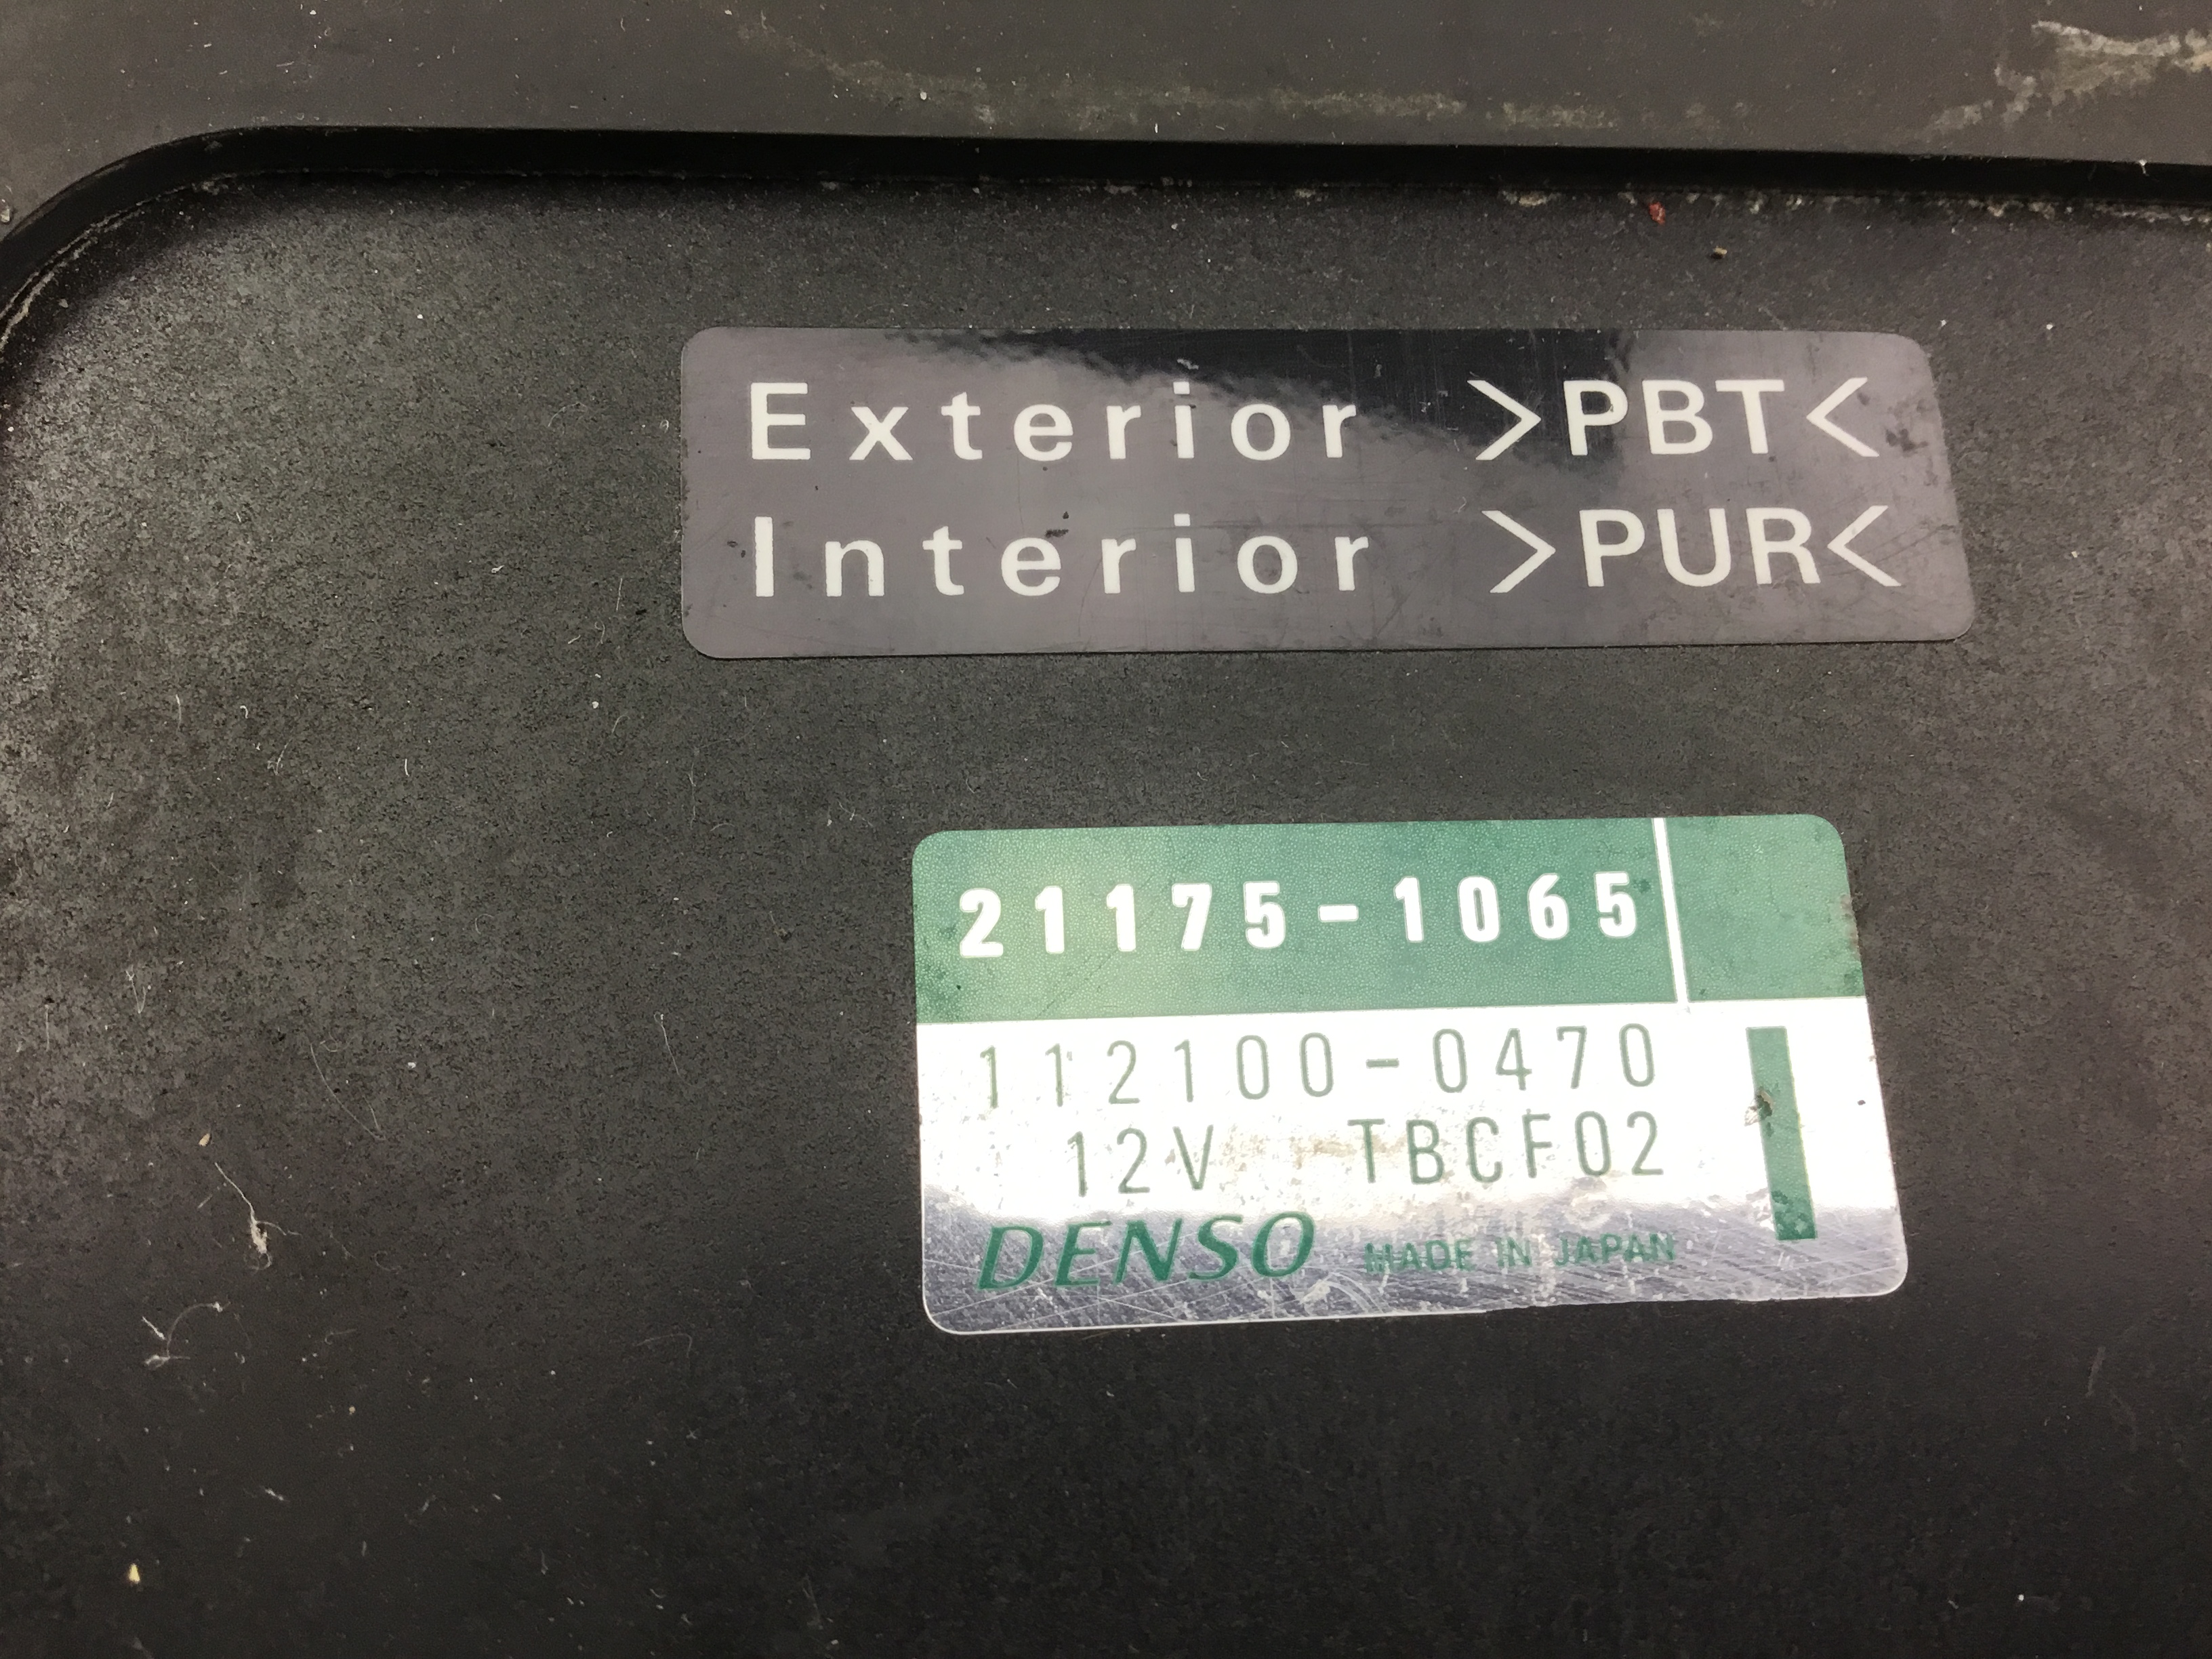 Exterior >PBT<
Interior >PUR<
21175-1065
112100-0470
12V TBCF02
DENSO MADE IN JAPAN